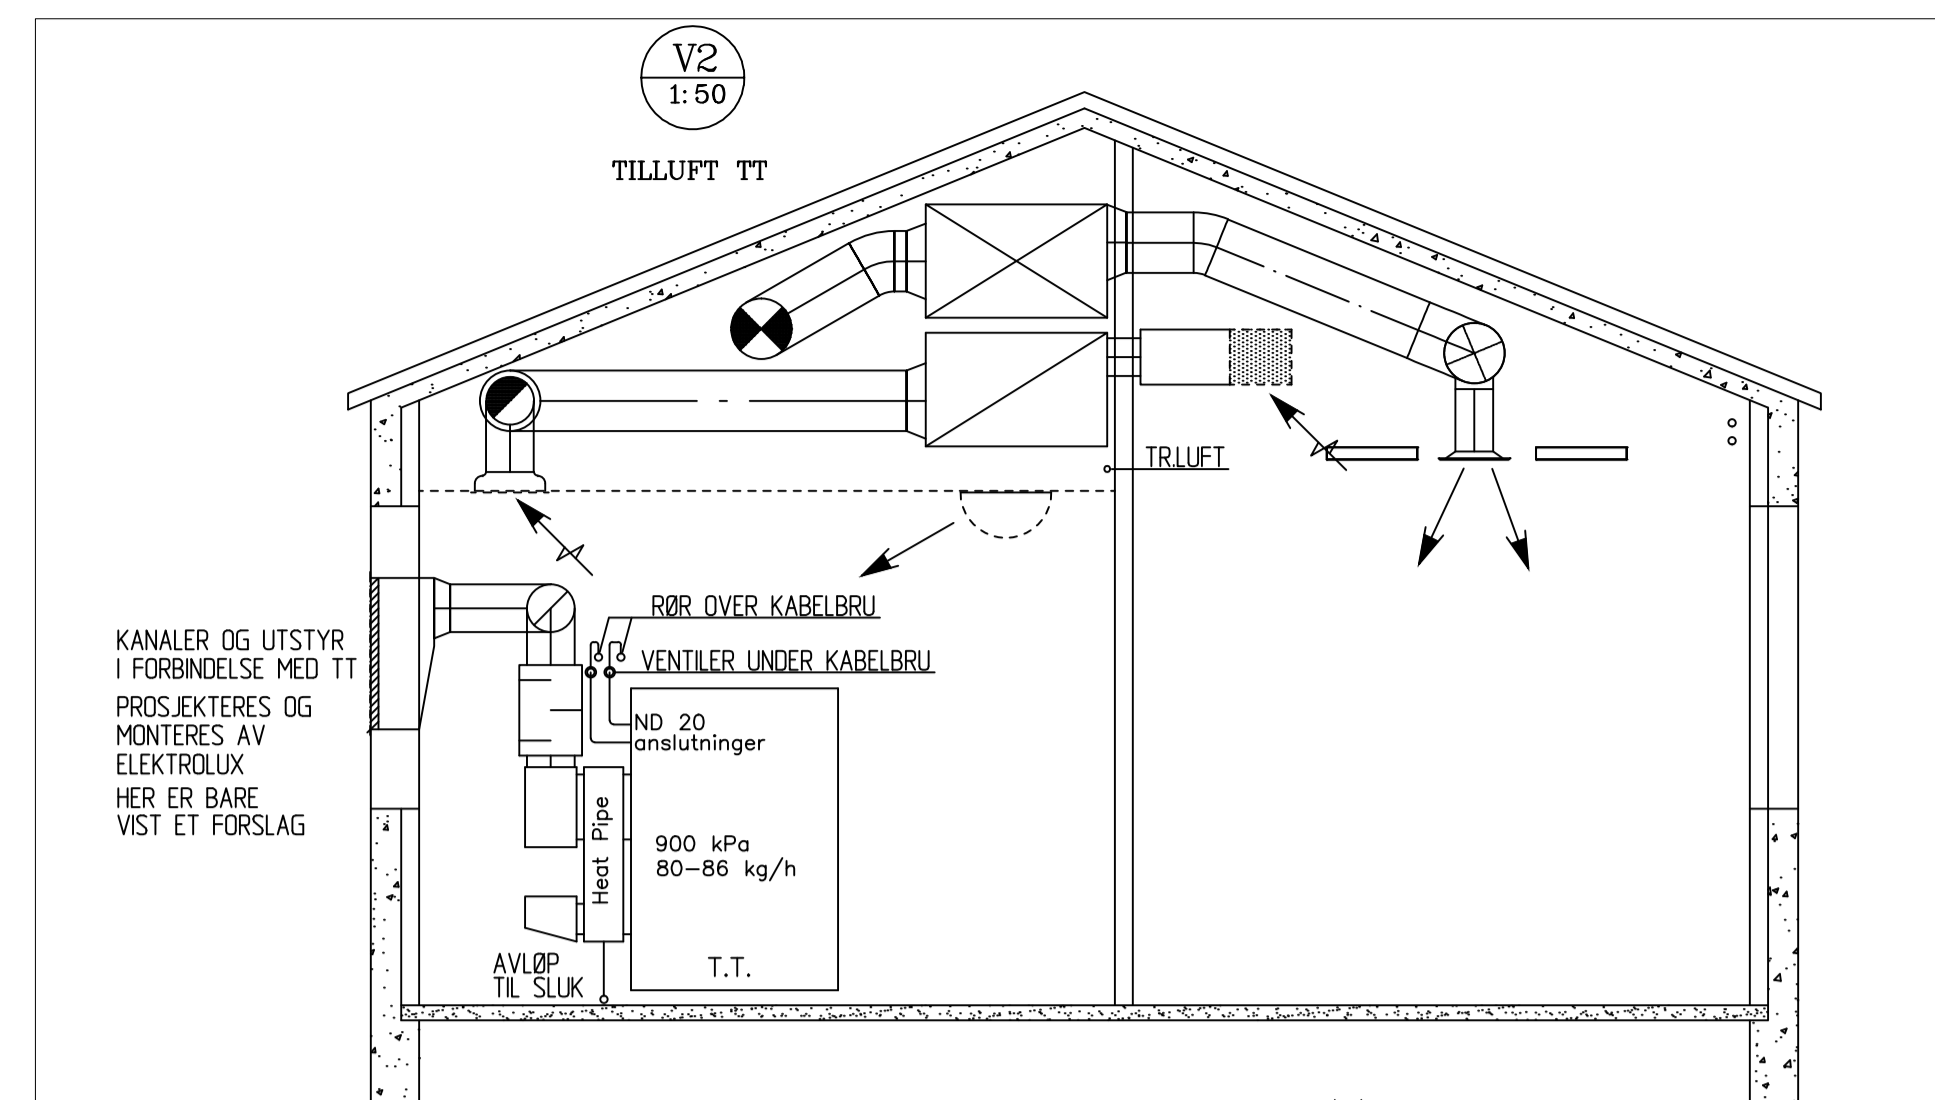 V2
1:50
TILLUFT TT
TR.LUFT
RØR OVER KABELBRU
VENTILER UNDER KABELBRU
KANALER OG UTSTYR
I FORBINDELSE MED TT
PROSJEKTERES OG
MONTERES AV
ELEKTROLUX
HER ER BARE
VIST ET FORSLAG
ND 20
anslutninger
Heat Pipe
900 kPa
80-86 kg/h
T.T.
AVLØP
TIL SLUK